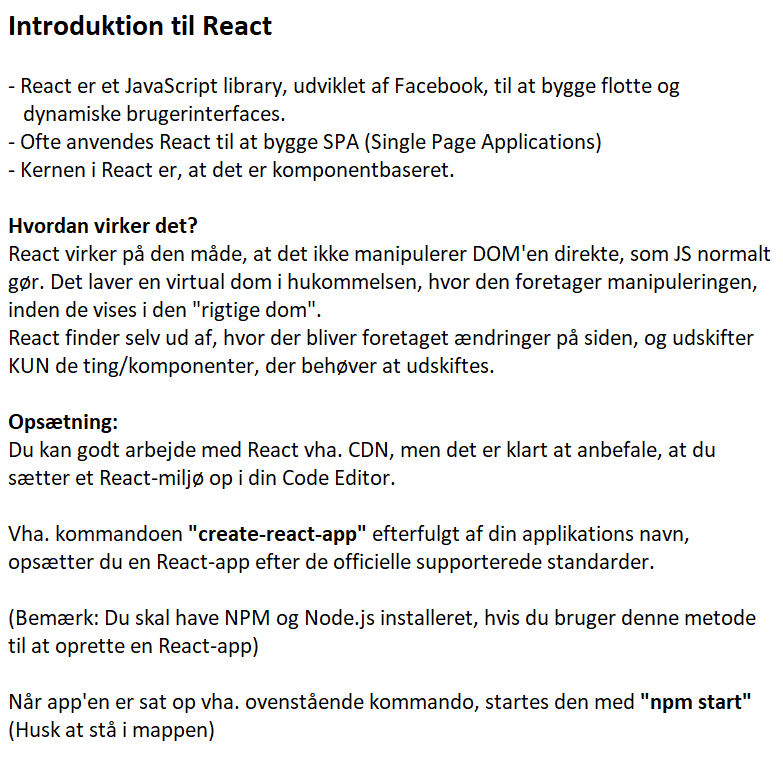 Introduktion til React
- React er et JavaScript library, udviklet af Facebook, til at bygge flotte og
dynamiske brugerinterfaces.
- Ofte anvendes React til at bygge SPA (Single Page Applications)
- Kernen i React er, at det er komponentbaseret.
Hvordan virker det?
React virker på den måde, at det ikke manipulerer DOM'en direkte, som JS normalt
gør. Det laver en virtual dom i hukommelsen, hvor den foretager manipuleringen,
inden de vises i den "rigtige dom".
React finder selv ud af, hvor der bliver foretaget ændringer på siden, og udskifter
KUN de ting/komponenter, der behøver at udskiftes.
Opsætning:
Du kan godt arbejde med React vha. CDN, men det er klart at anbefale, at du
sætter et React-miljø op i din Code Editor.
Vha. kommandoen "create-react-app" efterfulgt af din applikations navn,
opsætter du en React-app efter de officielle supporterede standarder.
(Bemærk: Du skal have NPM og Node.js installeret, hvis du bruger denne metode
til at oprette en React-app)
Når app'en er sat op vha. ovenstående kommando, startes den med "npm start"
(Husk at stå i mappen)